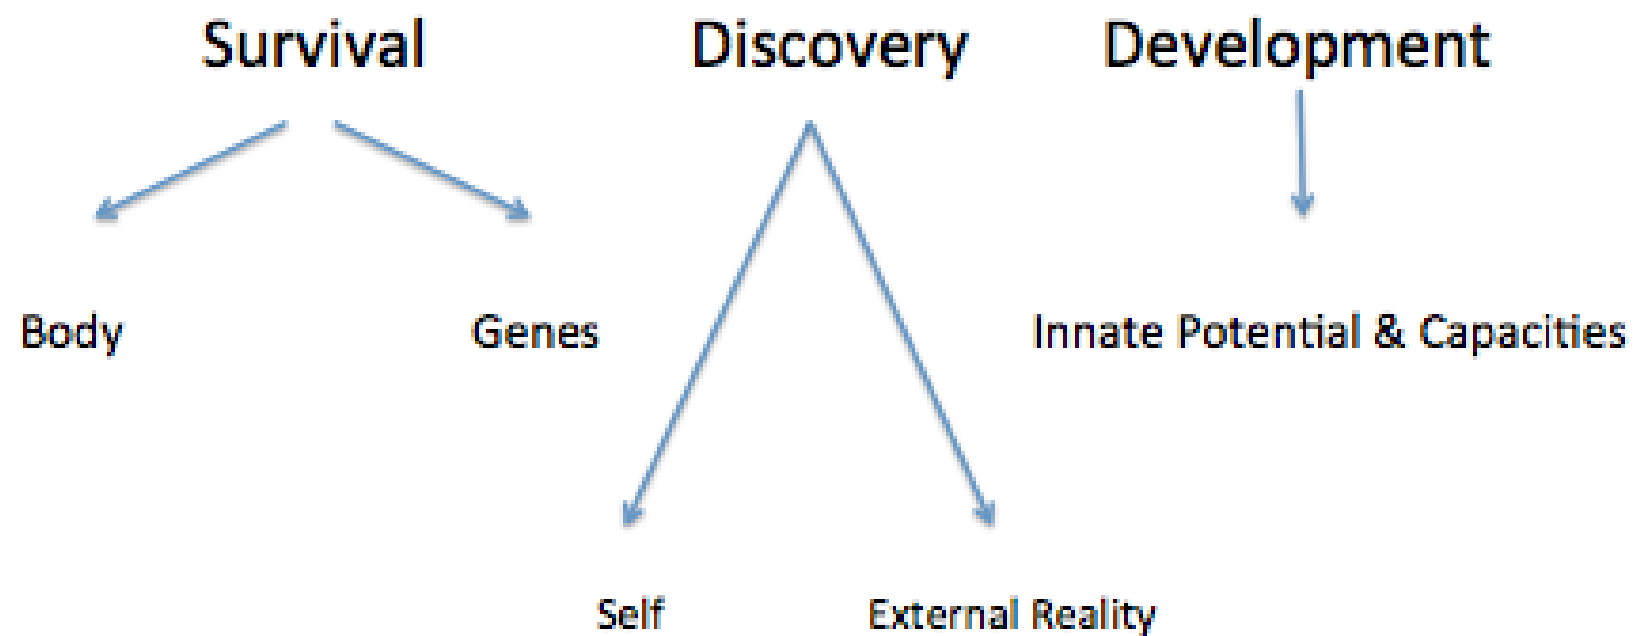 Survival Discovery Development
Body Genes Innate Potential & Capacities
Self External Reality